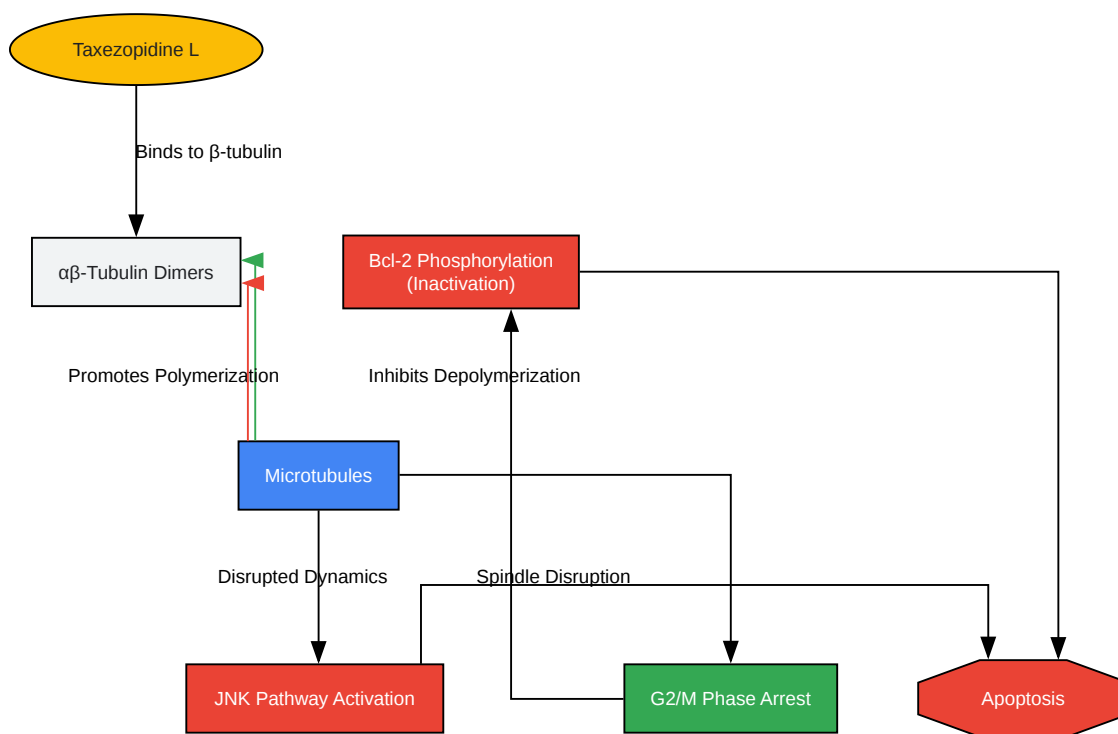 Taxezopidine L
Binds to β-tubulin
αβ-Tubulin Dimers
Bcl-2 Phosphorylation
(Inactivation)
Promotes Polymerization
Inhibits Depolymerization
Microtubules
Disrupted Dynamics
Spindle Disruption
JNK Pathway Activation
G2/M Phase Arrest
Apoptosis